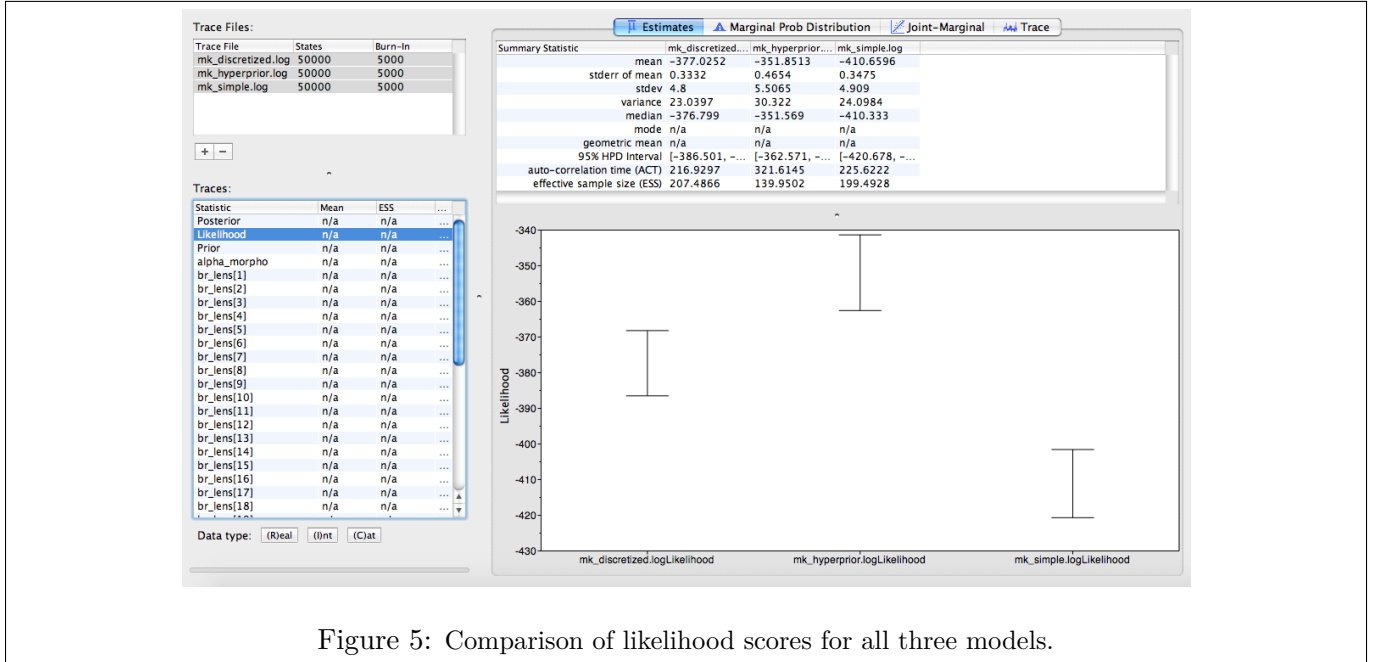 Trace Files:
Trace File States Burn-In
mk_discretized.log 50000 5000
mk_hyperprior.log 50000 5000
mk_simple.log 50000 5000
+ −
Traces:
Statistic Mean ESS ...
Posterior n/a n/a ...
Likelihood n/a n/a ...
Prior n/a n/a ...
alpha_morpho n/a n/a ...
br_lens[1] n/a n/a ...
br_lens[2] n/a n/a ...
br_lens[3] n/a n/a ...
br_lens[4] n/a n/a ...
br_lens[5] n/a n/a ...
br_lens[6] n/a n/a ...
br_lens[7] n/a n/a ...
br_lens[8] n/a n/a ...
br_lens[9] n/a n/a ...
br_lens[10] n/a n/a ...
br_lens[11] n/a n/a ...
br_lens[12] n/a n/a ...
br_lens[13] n/a n/a ...
br_lens[14] n/a n/a ...
br_lens[15] n/a n/a ...
br_lens[16] n/a n/a ...
br_lens[17] n/a n/a ...
br_lens[18] n/a n/a ...
Data type: (R)eal (I)nt (C)at
Estimates Marginal Prob Distribution Joint-Marginal Trace
Summary Statistic mk_discretized.... mk_hyperprior.... mk_simple.log
mean -377.0252 -351.8513 -410.6596
stderr of mean 0.3332 0.4654 0.3475
stdev 4.8 5.5065 4.909
variance 23.0397 30.322 24.0984
median -376.799 -351.569 -410.333
mode n/a n/a n/a
geometric mean n/a n/a n/a
95% HPD Interval [-386.501, -... [-362.571, -... [-420.678, -...
auto-correlation time (ACT) 216.9297 321.6145 225.6222
effective sample size (ESS) 207.4866 139.9502 199.4928
Likelihood
-340
-350
-360
-370
-380
-390
-400
-410
-420
-430
mk_discretized.logLikelihood mk_hyperprior.logLikelihood mk_simple.logLikelihood
Figure 5: Comparison of likelihood scores for all three models.